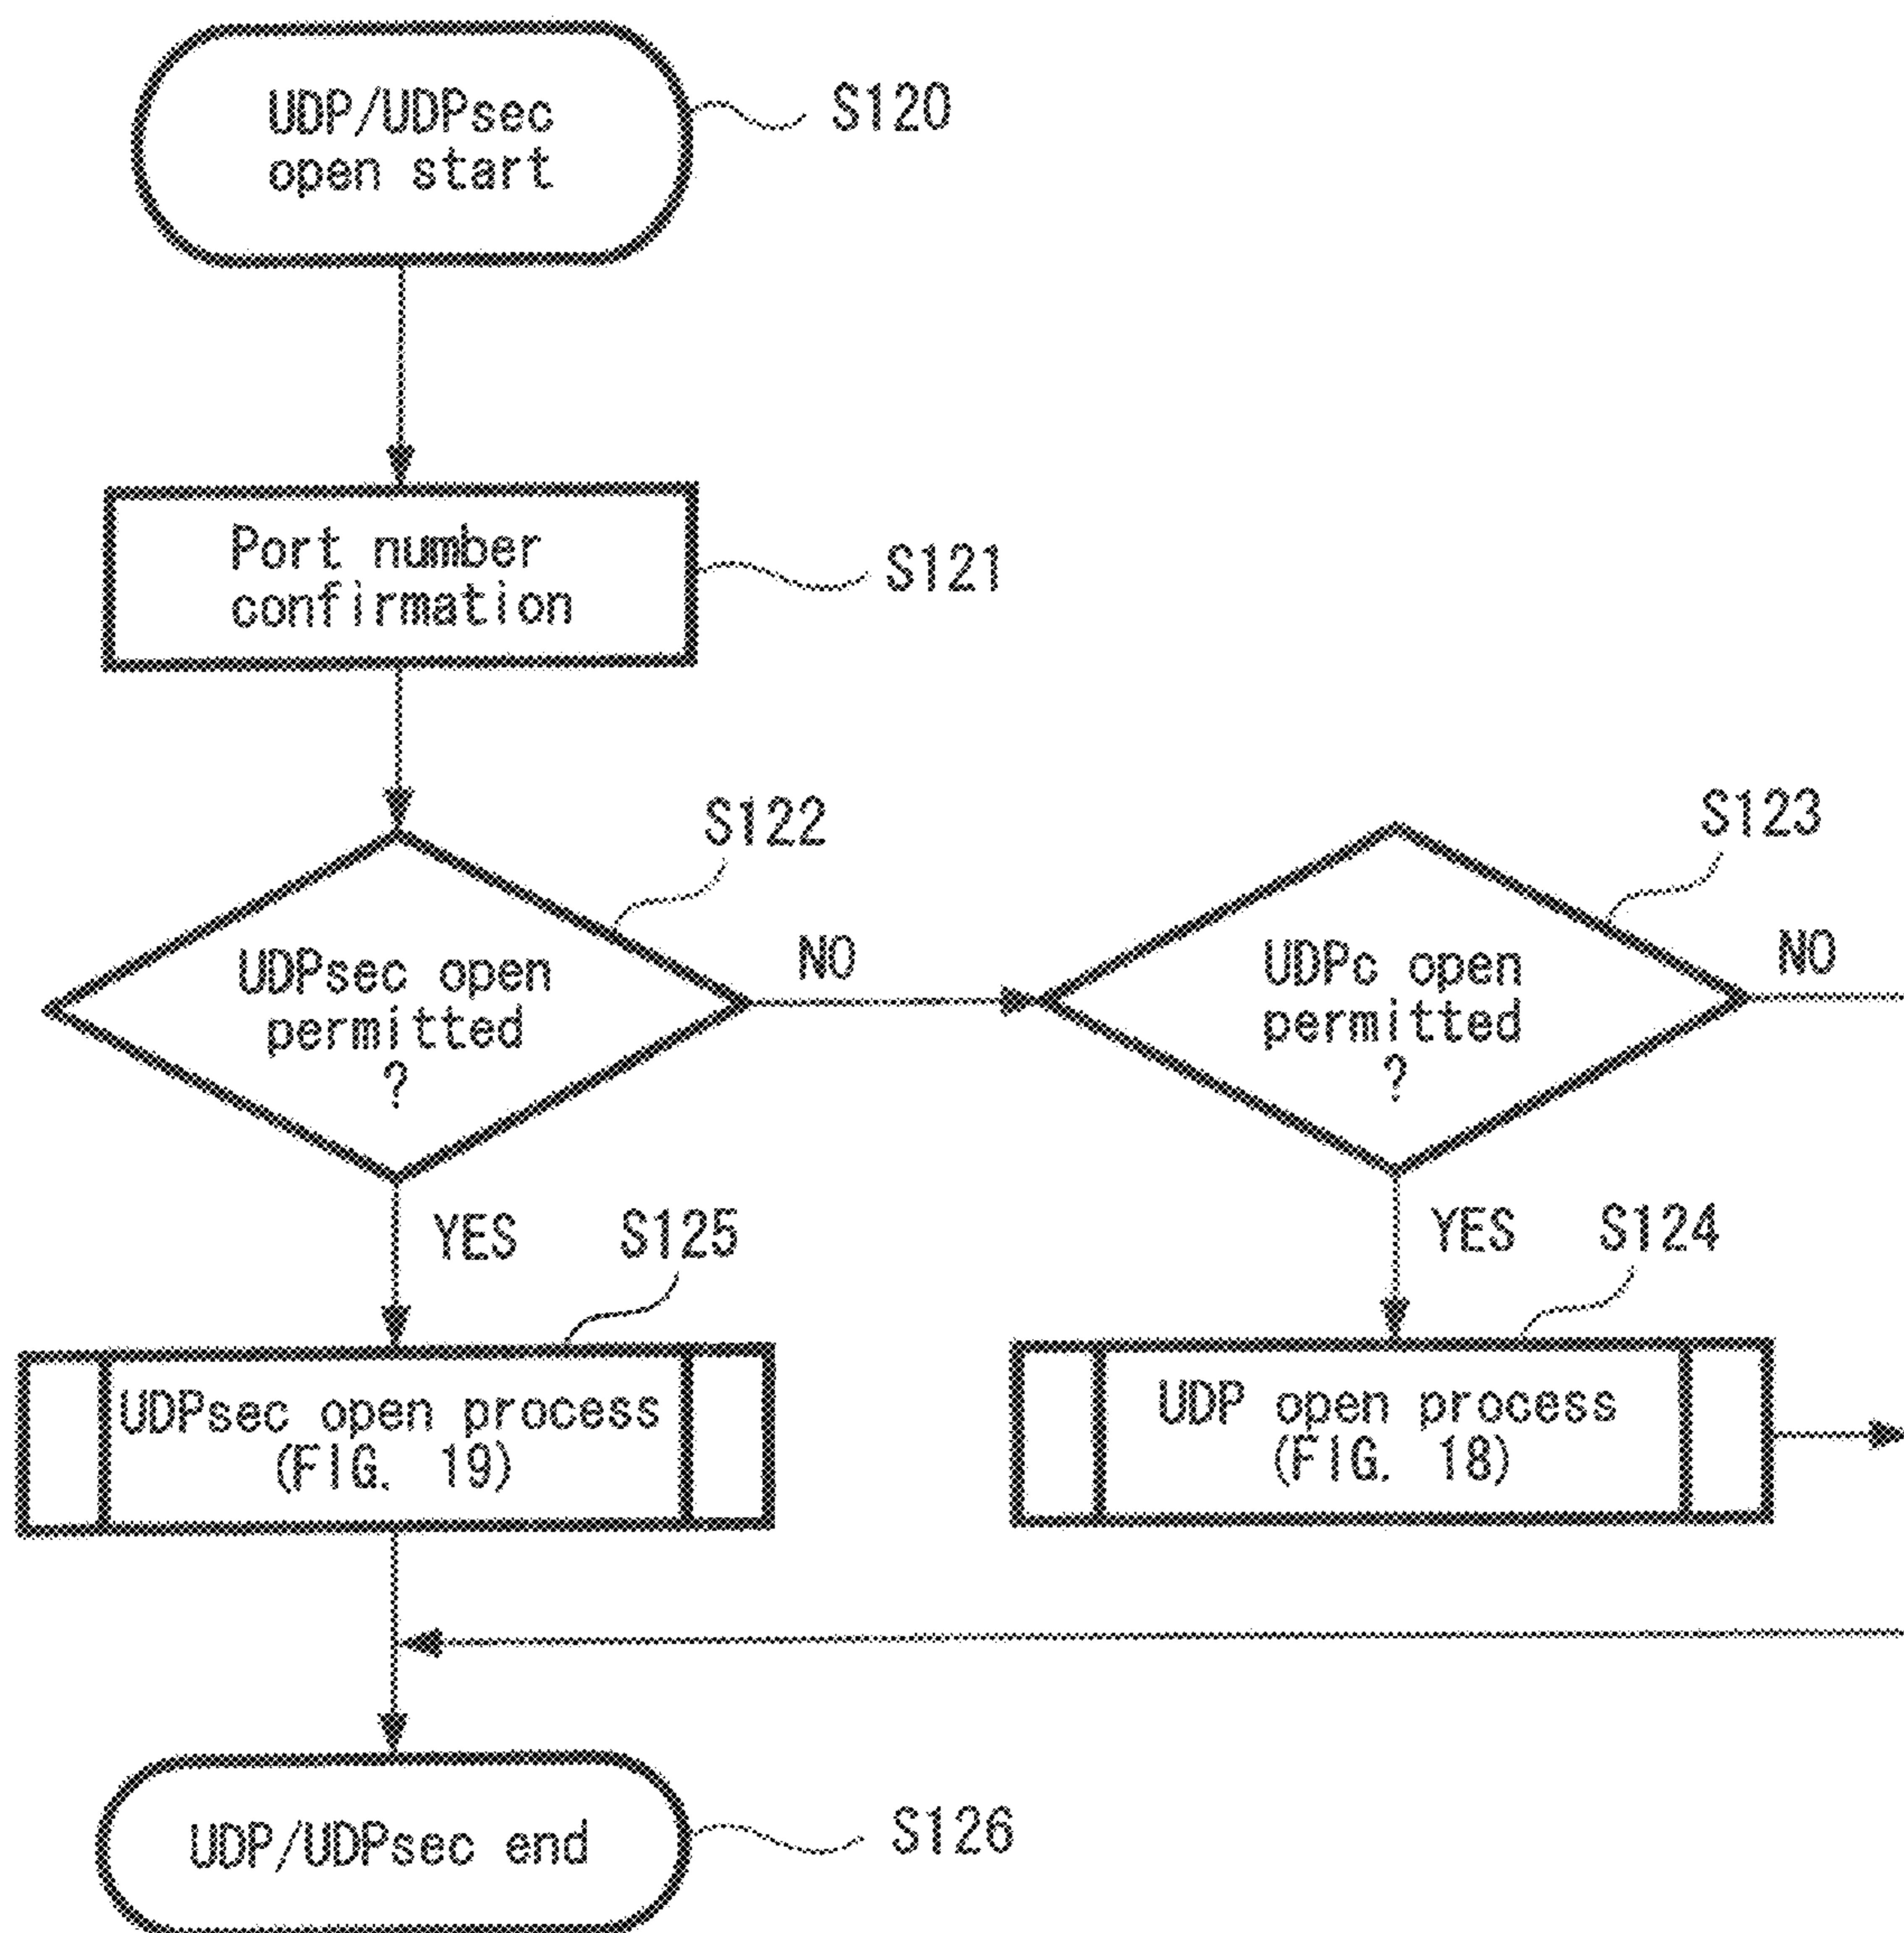 UDP/UDPsec
open start
S120
Port number
confirmation
S121
S122
S123
UDPsec open
permitted
?
NO
UDPc open
permitted
?
NO
YES
S125
YES
S124
UDPsec open process
(FIG. 19)
UDP open process
(FIG. 18)
UDP/UDPsec end
S126